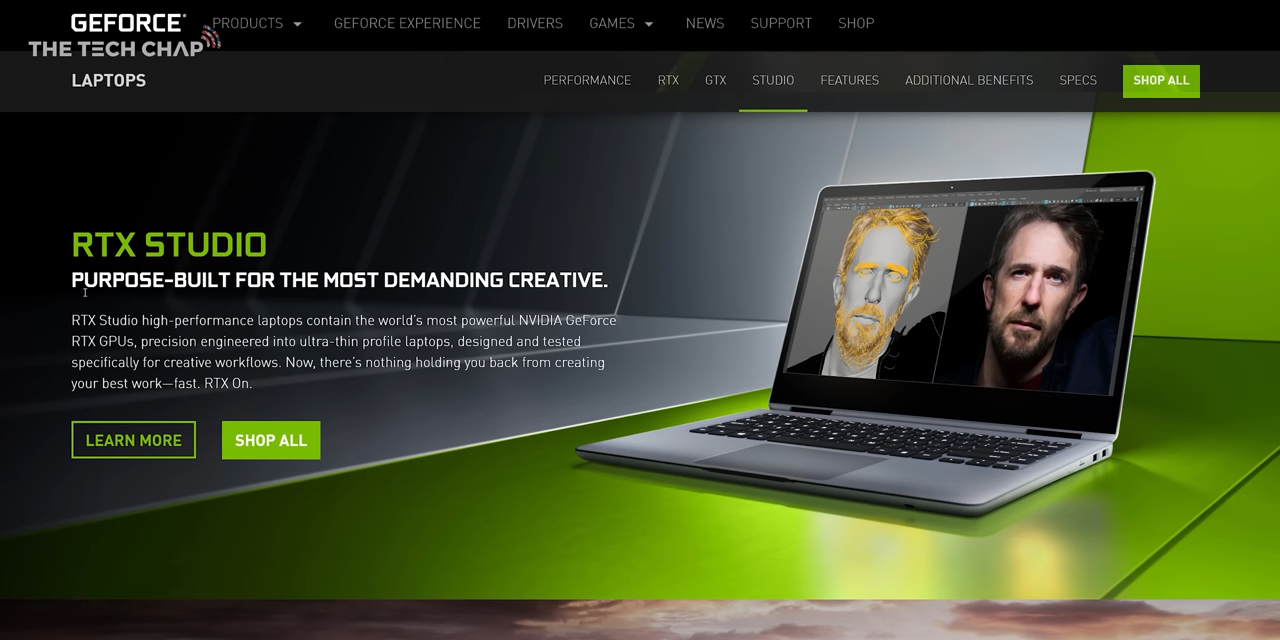 GEFORCE
PRODUCTS GEFORCE EXPERIENCE DRIVERS GAMES NEWS SUPPORT SHOP
THE TECH CHAP
LAPTOPS
PERFORMANCE RTX GTX STUDIO FEATURES ADDITIONAL BENEFITS SPECS SHOP ALL
RTX STUDIO
PURPOSE-BUILT FOR THE MOST DEMANDING CREATIVE.
RTX Studio high-performance laptops contain the world's most powerful NVIDIA GeForce
RTX GPUs, precision engineered into ultra-thin profile laptops, designed and tested
specifically for creative workflows. Now, there's nothing holding you back from creating
your best work—fast. RTX On.
LEARN MORE SHOP ALL